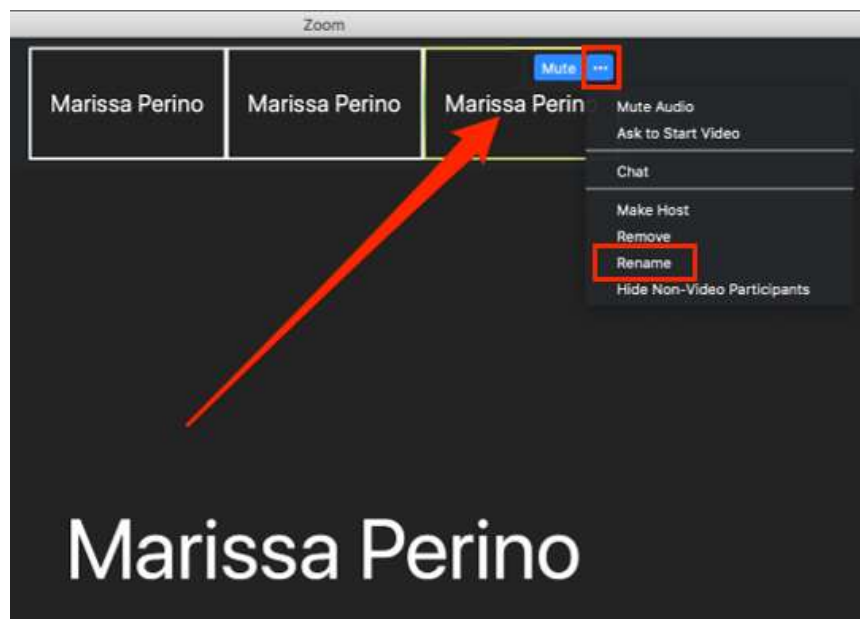 Zoom
Mute ...
Marissa Perino Marissa Perino Marissa Perin
Mute Audio
Ask to Start Video
Chat
Make Host
Remove
Rename
Hide Non-Video Participants
Marissa Perino